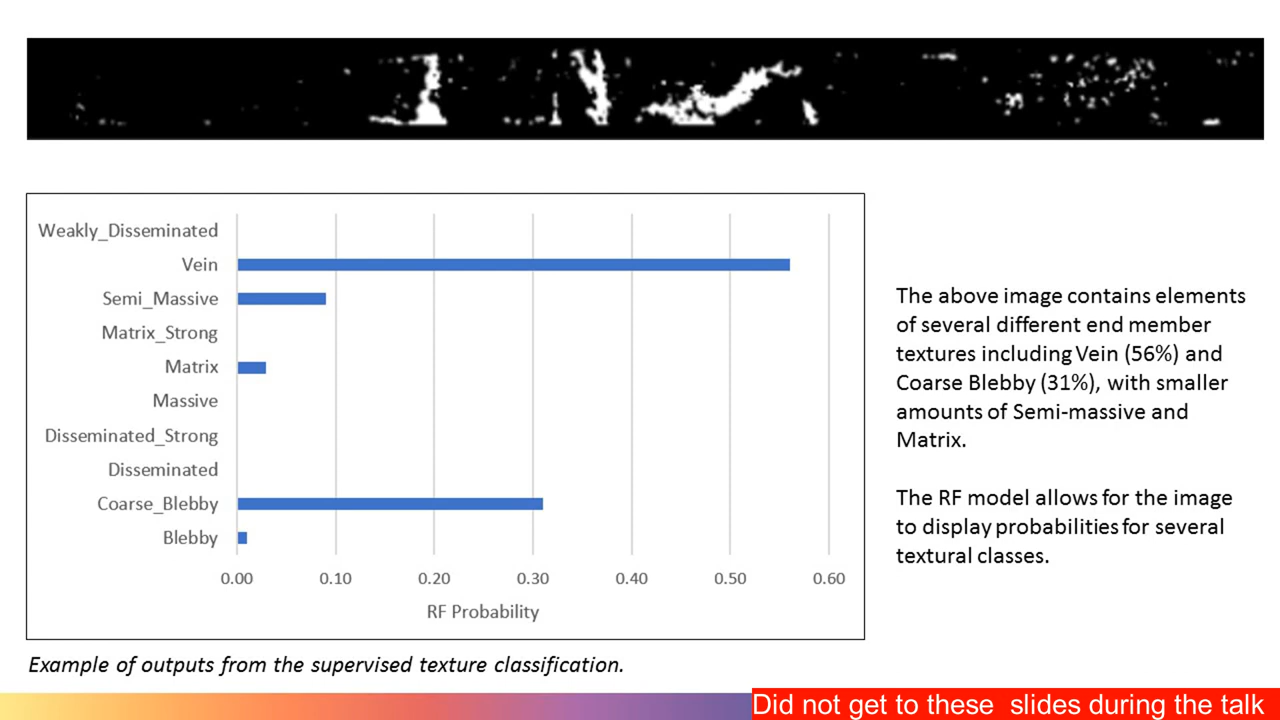 Weakly_Disseminated
Vein
Semi_Massive
Matrix_Strong
Matrix
Massive
Disseminated_Strong
Disseminated
Coarse_Blebby
Blebby
0.00 0.10 0.20 0.30 0.40 0.50 0.60
RF Probability
The above image contains elements
of several different end member
textures including Vein (56%) and
Coarse Blebby (31%), with smaller
amounts of Semi-massive and
Matrix.
The RF model allows for the image
to display probabilities for several
textural classes.
Example of outputs from the supervised texture classification.
Did not get to these slides during the talk